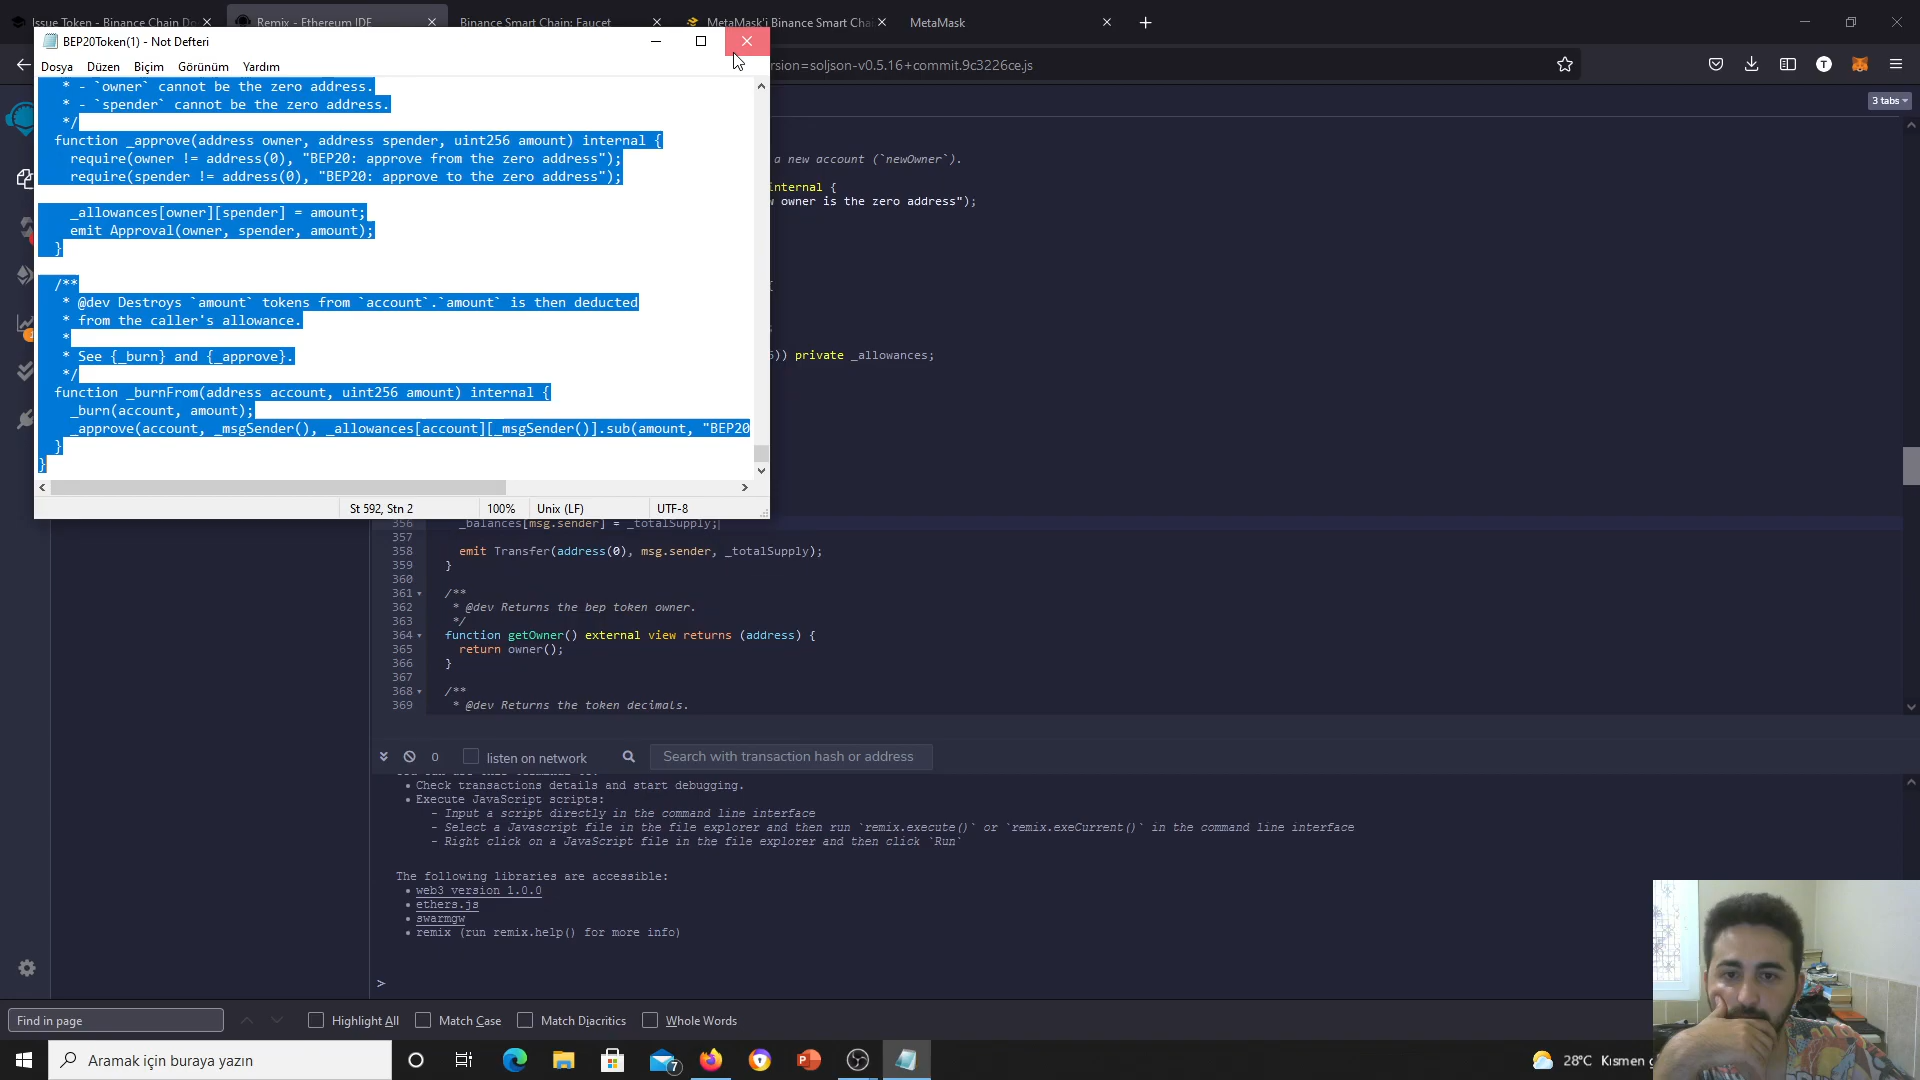 Issue Token - Binance Chain Do
Remix - Ethereum IDE
Binance Smart Chain: Faucet
MetaMask'i Binance Smart Chai
MetaMask
BEP20Token(1) - Not Defteri
rsion=soljson-v0.5.16+commit.9c3226ce.js
T
Dosya Düzen Biçim Görünüm Yardım
3 tabs
* - `owner` cannot be the zero address.
* - `spender` cannot be the zero address.
*/
function _approve(address owner, address spender, uint256 amount) internal {
require(owner != address(0), "BEP20: approve from the zero address");
require(spender != address(0), "BEP20: approve to the zero address");
_allowances[owner][spender] = amount;
emit Approval(owner, spender, amount);
}
/**
* @dev Destroys `amount` tokens from `account`.`amount` is then deducted
* from the caller's allowance.
*
* See {_burn} and {_approve}.
*/
function _burnFrom(address account, uint256 amount) internal {
_burn(account, amount);
_approve(account, _msgSender(), _allowances[account][_msgSender()].sub(amount, "BEP20
}
}
St 592, Stn 2 100% Unix (LF) UTF-8
a new account (`newOwner`).
internal {
owner is the zero address");
{
;
)) private _allowances;
356 _balances[msg.sender] = _totalSupply;
357
358 emit Transfer(address(0), msg.sender, _totalSupply);
359 }
360
361 /**
362 * @dev Returns the bep token owner.
363 */
364 function getOwner() external view returns (address) {
365 return owner();
366 }
367
368 /**
369 * @dev Returns the token decimals.
0 listen on network Search with transaction hash or address
• Check transactions details and start debugging.
• Execute JavaScript scripts:
- Input a script directly in the command line interface
- Select a Javascript file in the file explorer and then run `remix.execute()` or `remix.exeCurrent()` in the command line interface
- Right click on a JavaScript file in the file explorer and then click `Run`
The following libraries are accessible:
• web3 version 1.0.0
• ethers.js
• swarmgw
• remix (run remix.help() for more info)
>
Find in page Highlight All Match Case Match Diacritics Whole Words
Aramak için buraya yazın
7
28°C Kısmen